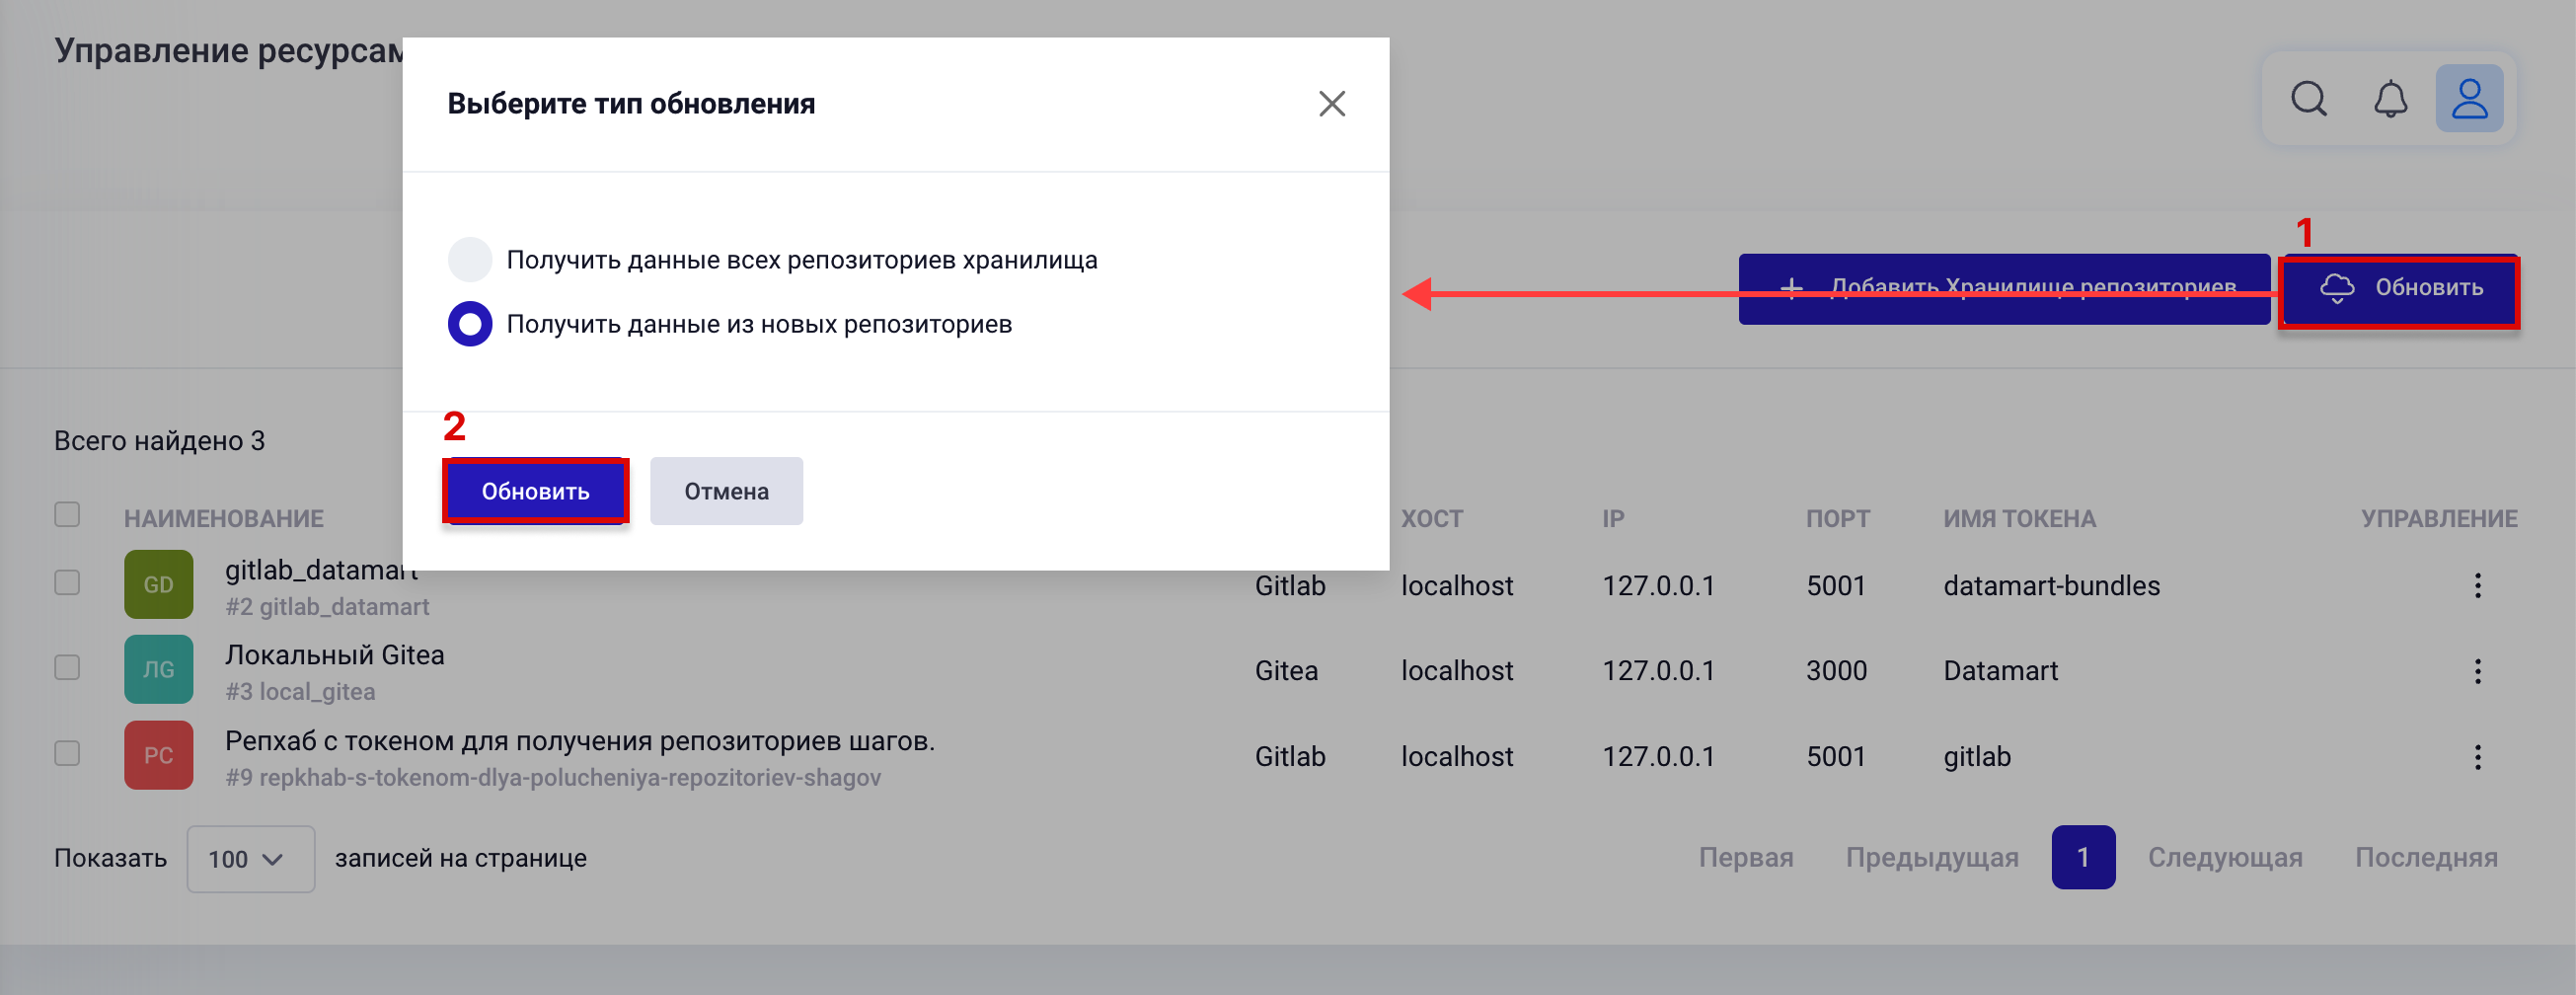 Управление ресурсам
Выберите тип обновления
Получить данные всех репозиториев хранилища
Получить данные из новых репозиториев
1
Добавить Хранилище репозиториев
Обновить
2
Обновить
Отмена
Всего найдено 3
НАИМЕНОВАНИЕ ХОСТ IP ПОРТ ИМЯ ТОКЕНА УПРАВЛЕНИЕ
GD gitlab_datamart Gitlab localhost 127.0.0.1 5001 datamart-bundles
#2 gitlab_datamart
ЛG Локальный Gitea Gitea localhost 127.0.0.1 3000 Datamart
#3 local_gitea
РС Репхаб с токеном для получения репозиториев шагов. Gitlab localhost 127.0.0.1 5001 gitlab
#9 repkhab-s-tokenom-dlya-polucheniya-repozitoriev-shagov
Показать 100 записей на странице Первая Предыдущая 1 Следующая Последняя